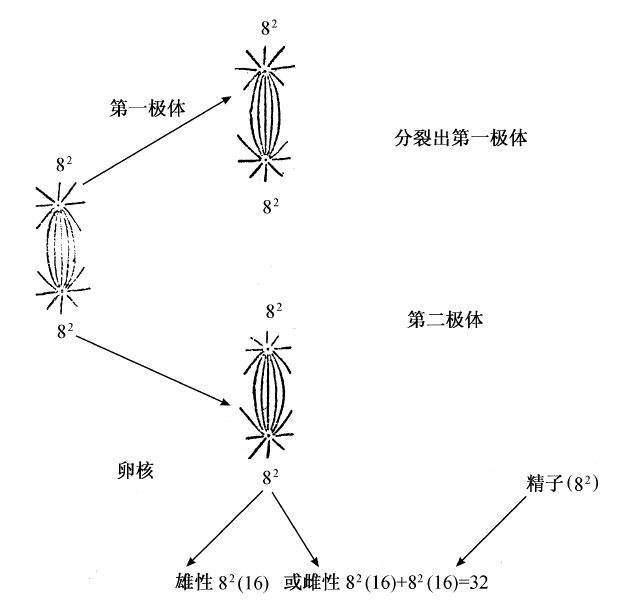 8²
第一极体
分裂出第一极体
8²
8²
8²
第二极体
8²
卵核
8²
精子(8²)
雄性 8²(16) 或雌性 8²(16)+8²(16)=32